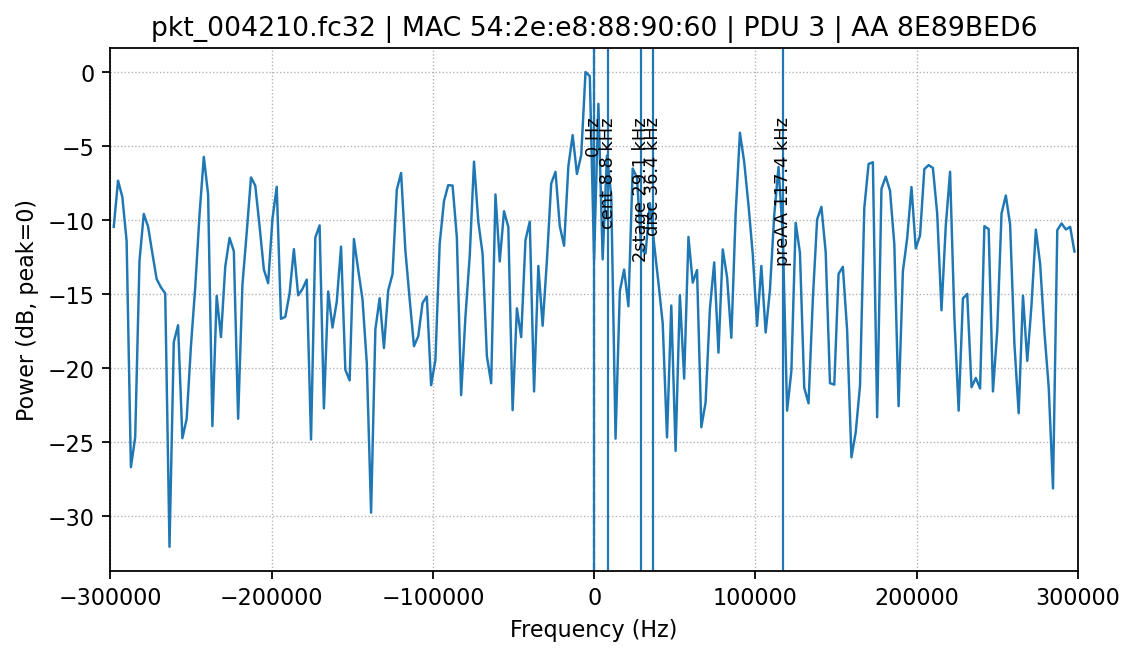 pkt_004210.fc32 | MAC 54:2e:e8:88:90:60 | PDU 3 | AA 8E89BED6
Power (dB, peak=0)
0
−5
−10
−15
−20
−25
−30
0 Hz
cent 8.8 kHz
2stage 29.1 kHz
disc 36.4 kHz
preAA 117.4 kHz
−300000
−200000
−100000
0
100000
200000
300000
Frequency (Hz)